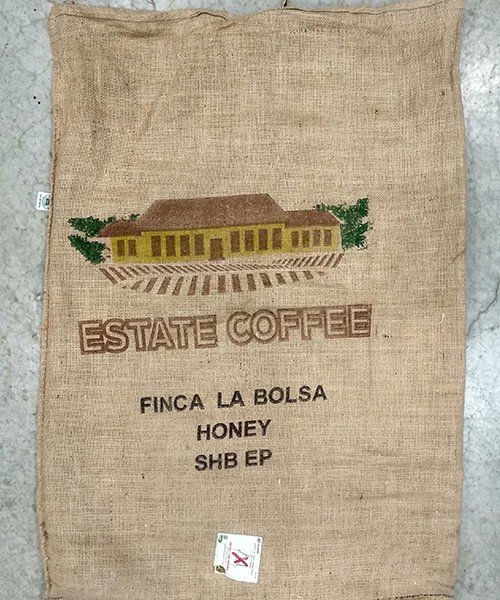 ESTATE COFFEE
FINCA LA BOLSA
HONEY
SHB EP